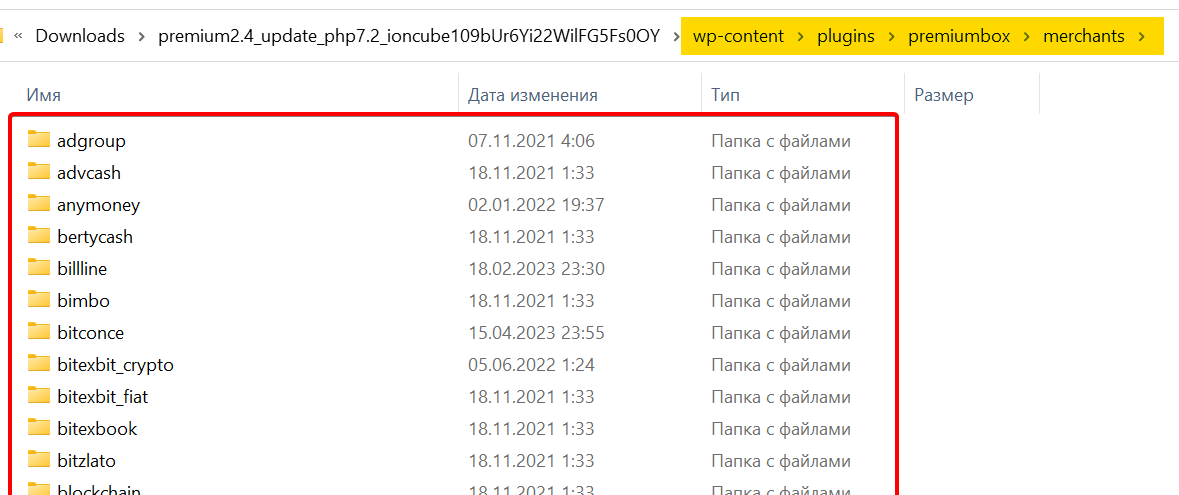 « Downloads › premium2.4_update_php7.2_ioncube109bUr6Yi22WilFG5Fs0OY › wp-content › plugins › premiumbox › merchants ›
Имя Дата изменения Тип Размер
adgroup 07.11.2021 4:06 Папка с файлами
advcash 18.11.2021 1:33 Папка с файлами
anymoney 02.01.2022 19:37 Папка с файлами
bertycash 18.11.2021 1:33 Папка с файлами
billline 18.02.2023 23:30 Папка с файлами
bimbo 18.11.2021 1:33 Папка с файлами
bitconce 15.04.2023 23:55 Папка с файлами
bitexbit_crypto 05.06.2022 1:24 Папка с файлами
bitexbit_fiat 18.11.2021 1:33 Папка с файлами
bitexbook 18.11.2021 1:33 Папка с файлами
bitzlato 18.11.2021 1:33 Папка с файлами
blockchain 18.11.2021 1:33 Папка с файлами